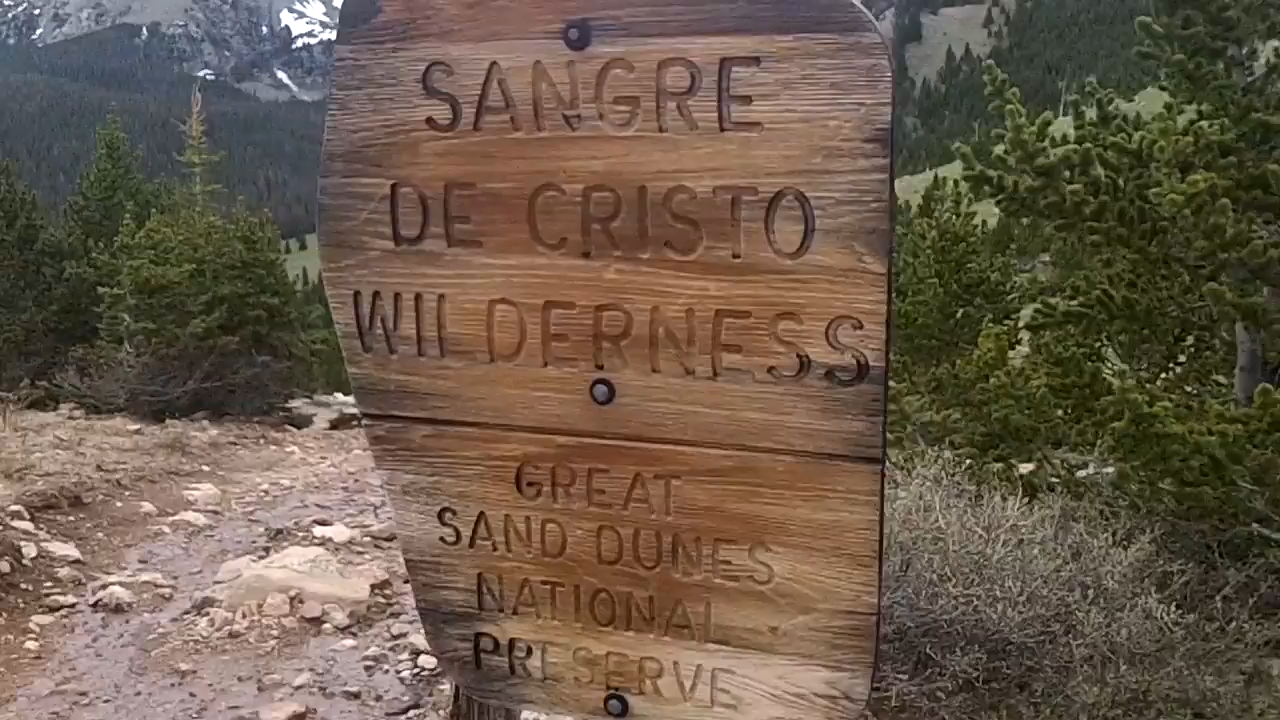 SANGRE
DE CRISTO
WILDERNESS
GREAT
SAND DUNES
NATIONAL
PRESERVE